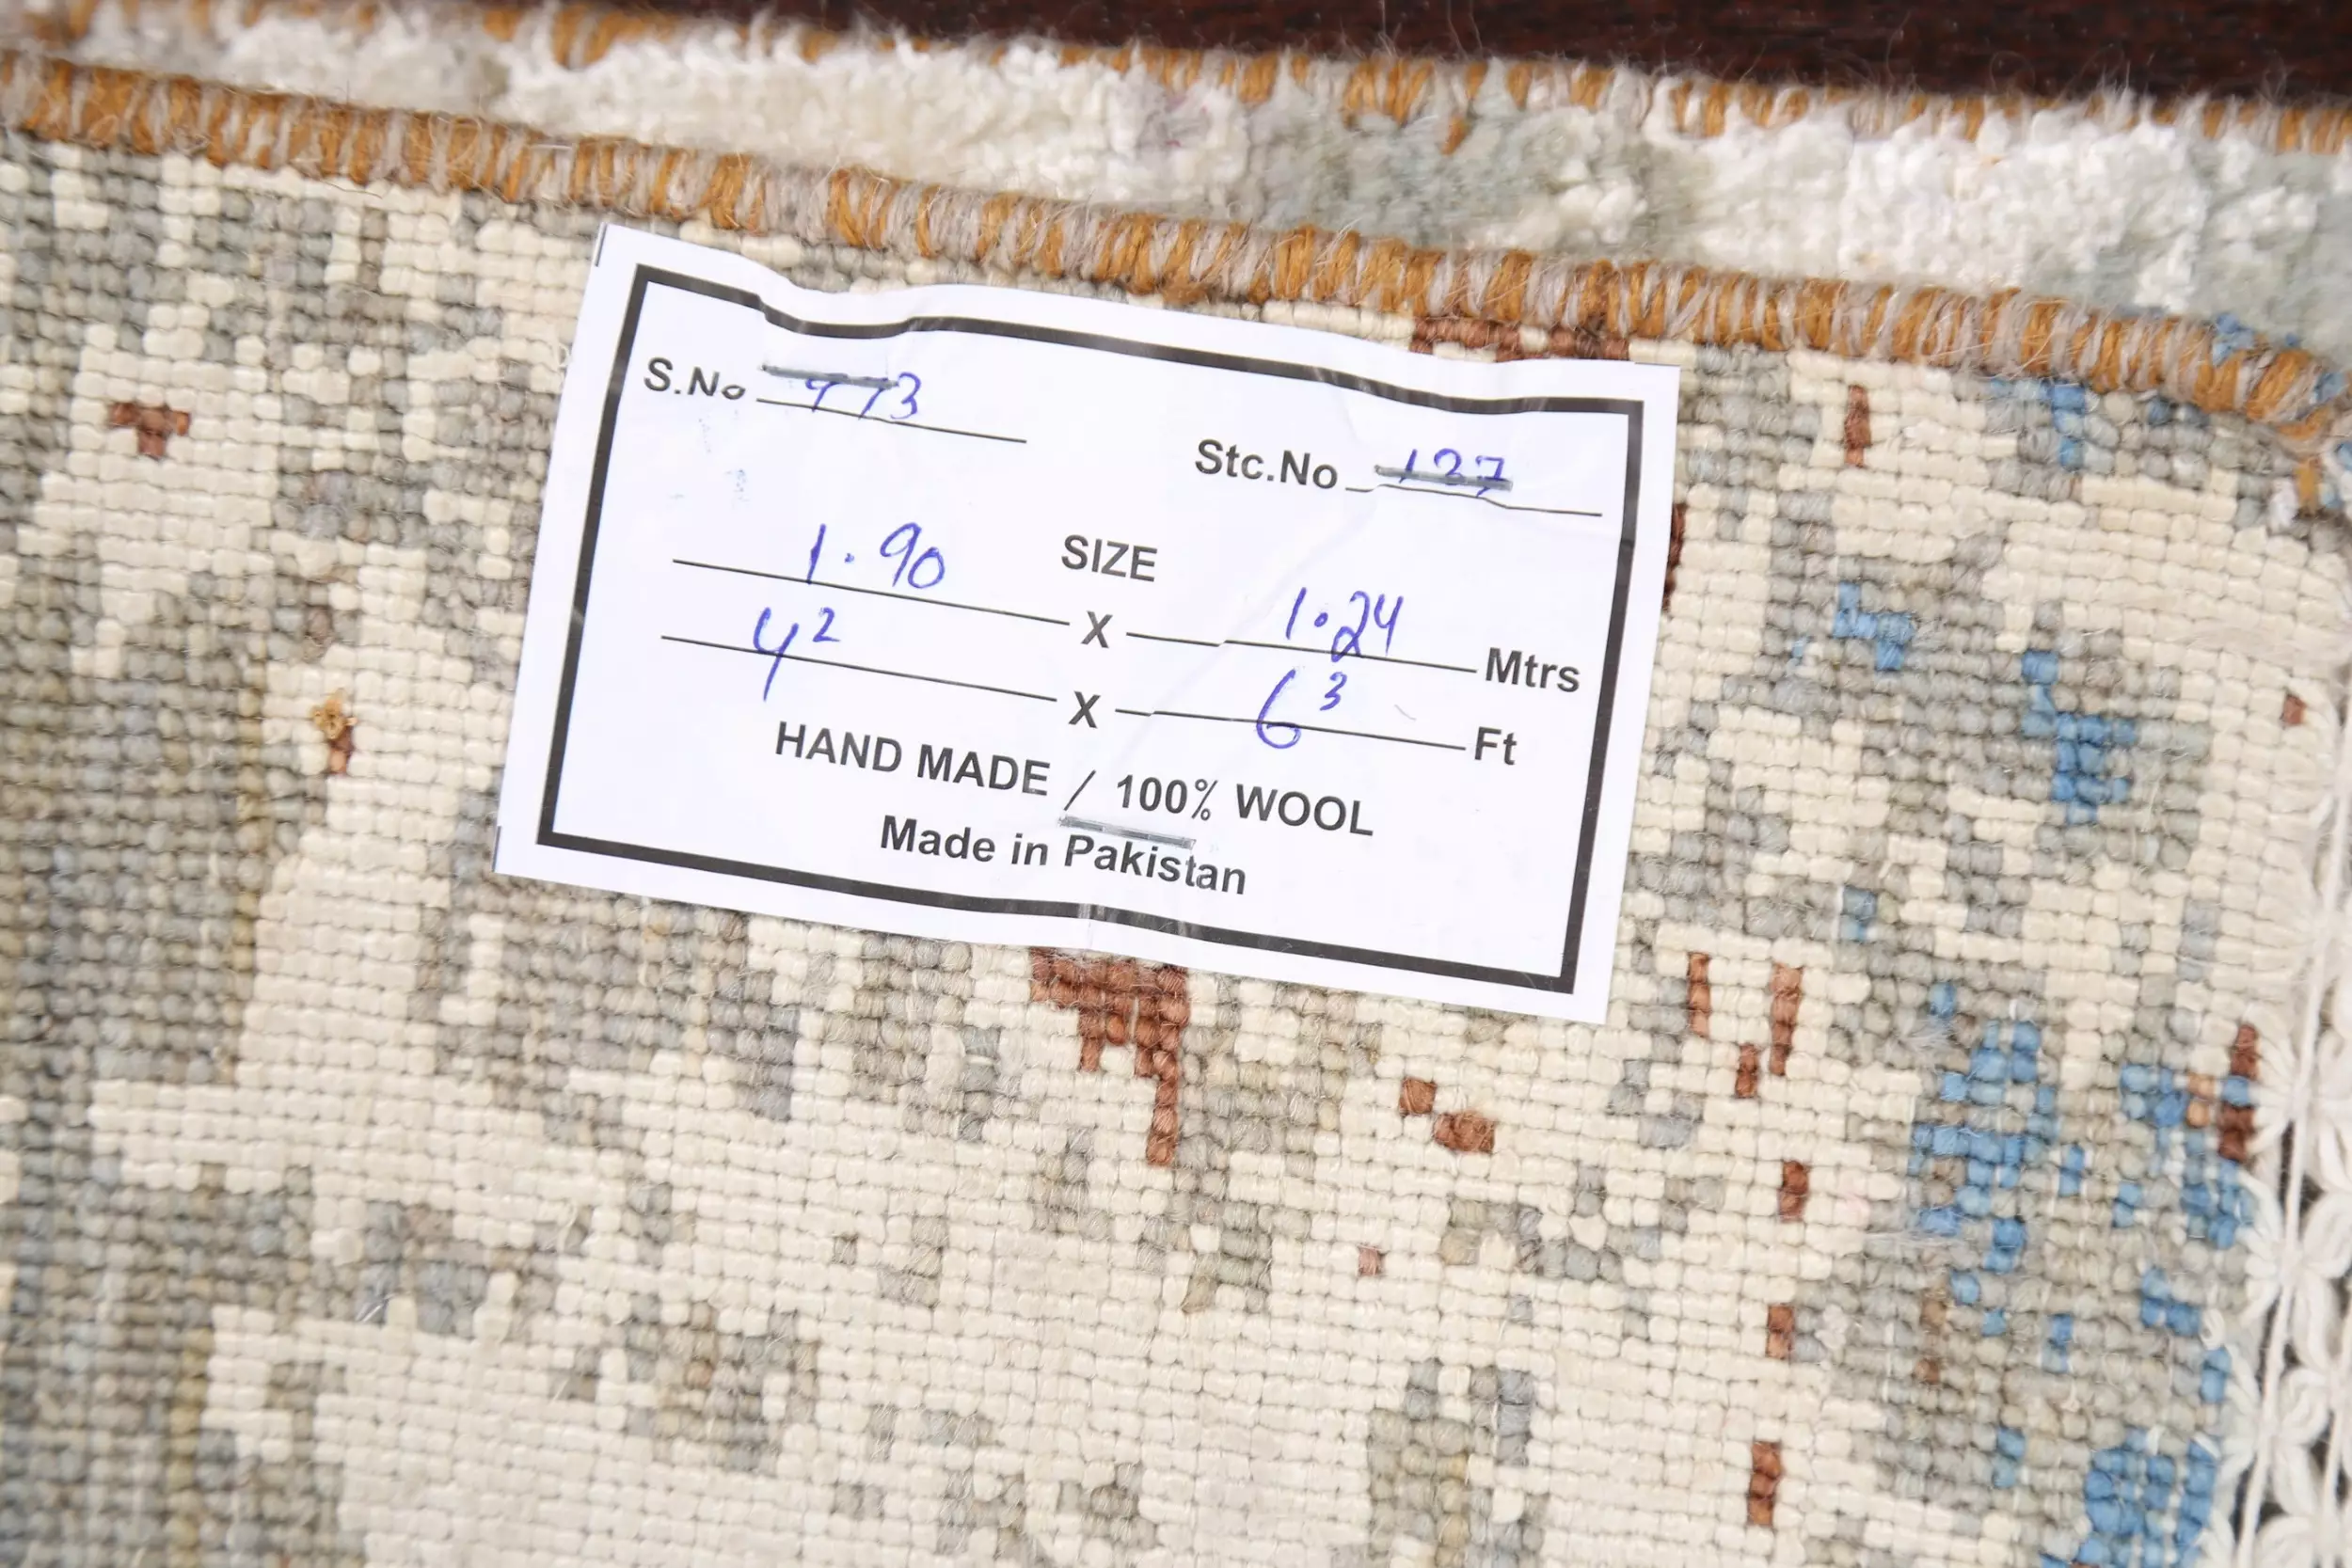 S.No 773
Stc.No 127
SIZE
1.90 X 1.24 Mtrs
4² X 6³ Ft
HAND MADE / 100% WOOL
Made in Pakistan